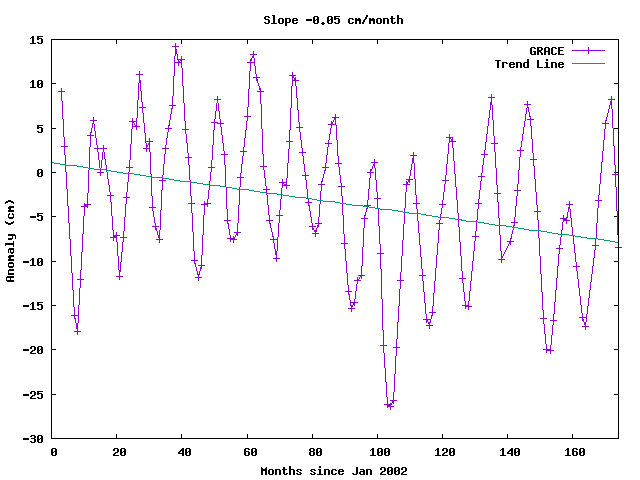 Slope -0.05 cm/month
GRACE
Trend Line
15
10
5
0
-5
-10
-15
-20
-25
-30
Anomaly (cm)
0 20 40 60 80 100 120 140 160
Months since Jan 2002